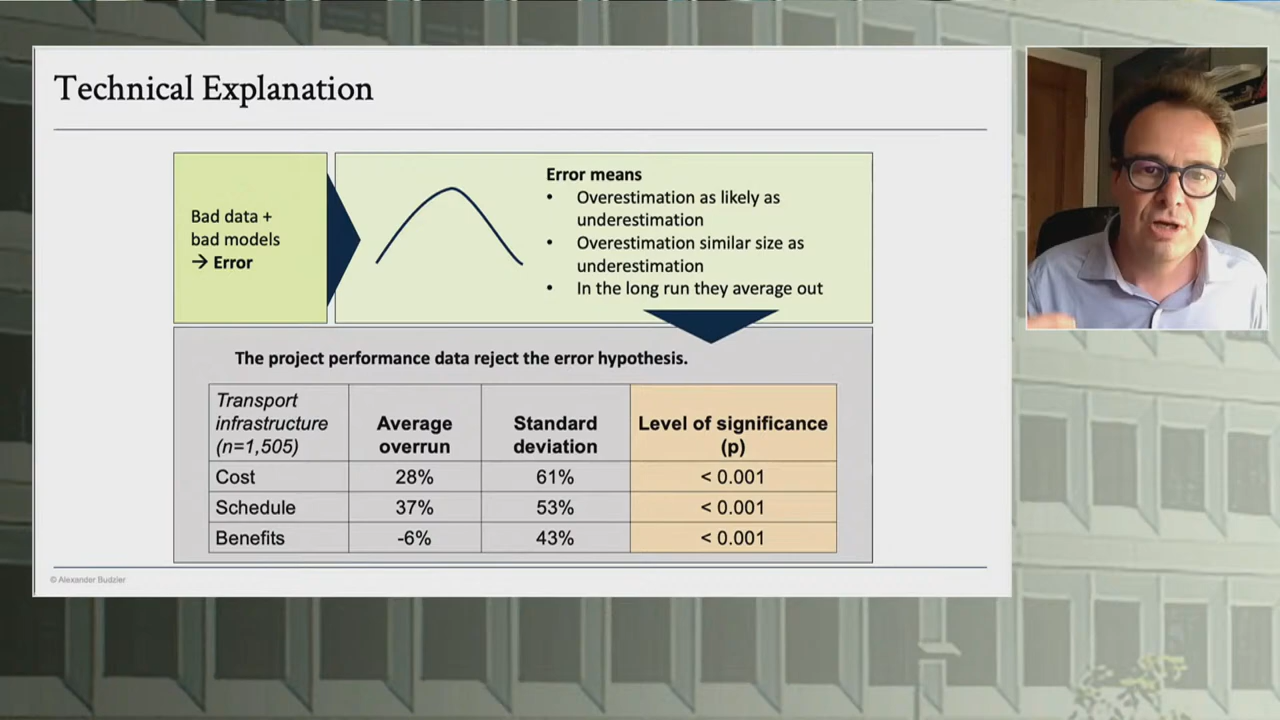 Technical Explanation
Bad data +
bad models
→ Error
Error means
• Overestimation as likely as
underestimation
• Overestimation similar size as
underestimation
• In the long run they average out
The project performance data reject the error hypothesis.
Transport
infrastructure
(n=1,505)
Average
overrun
Standard
deviation
Level of significance
(p)
Cost 28% 61% < 0.001
Schedule 37% 53% < 0.001
Benefits -6% 43% < 0.001
© Alexander Budzier